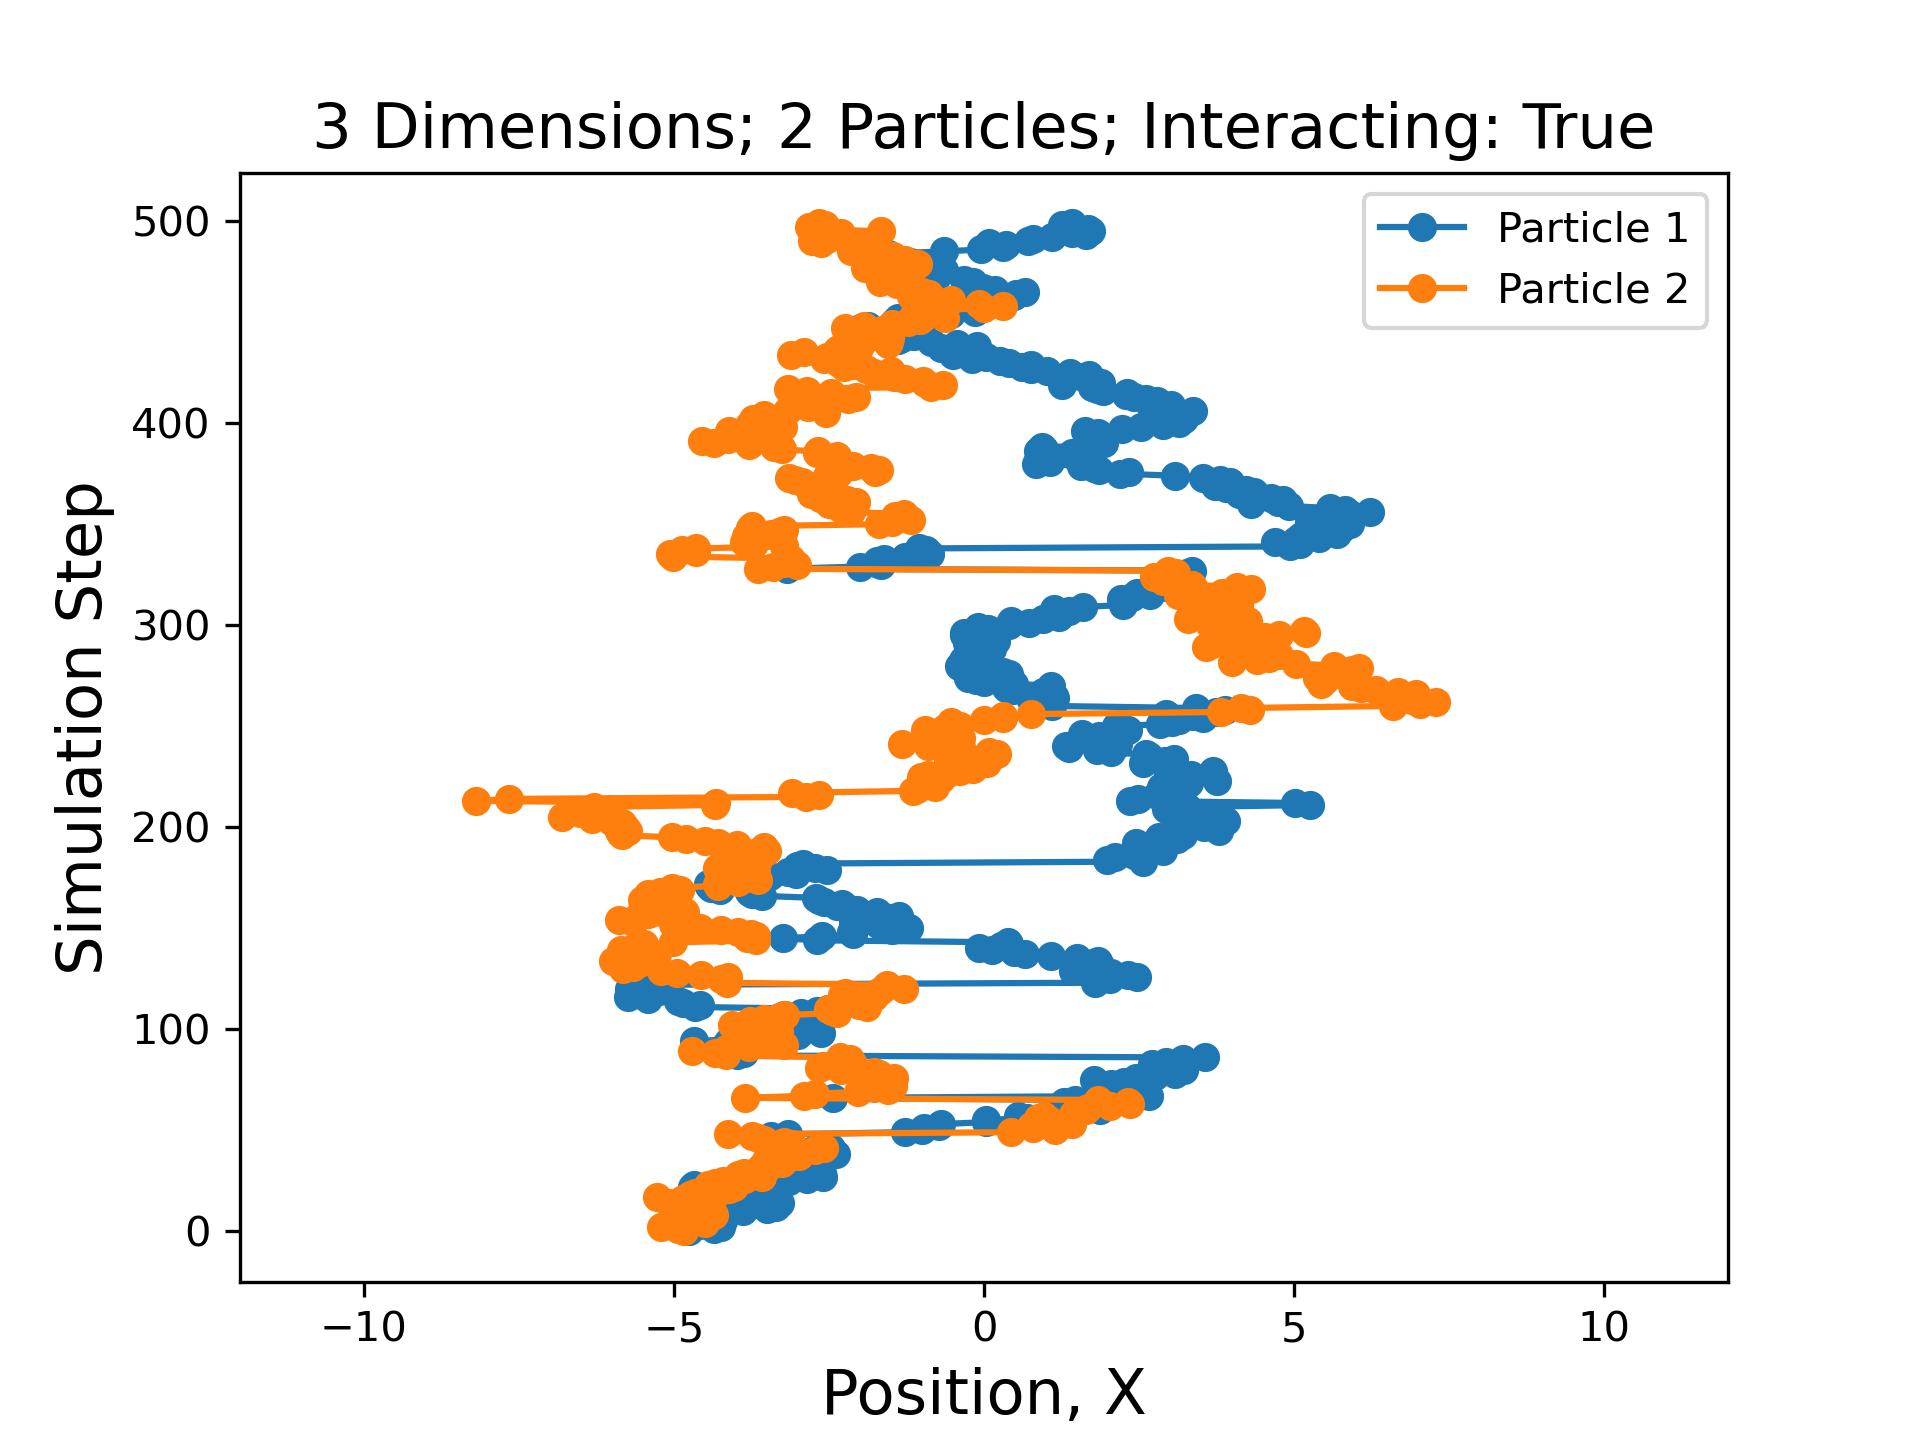 3 Dimensions; 2 Particles; Interacting: True
Particle 1
Particle 2
Simulation Step
500
400
300
200
100
0
−10
−5
0
5
10
Position, X